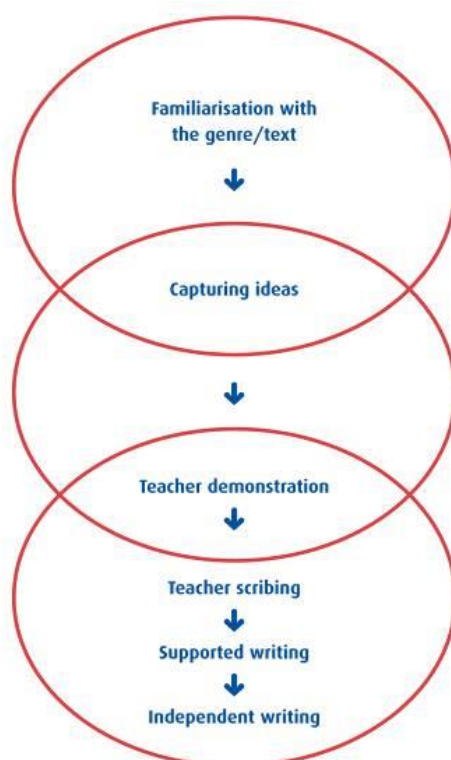 Familiarisation with
the genre/text
Capturing ideas
Teacher demonstration
Teacher scribing
Supported writing
Independent writing